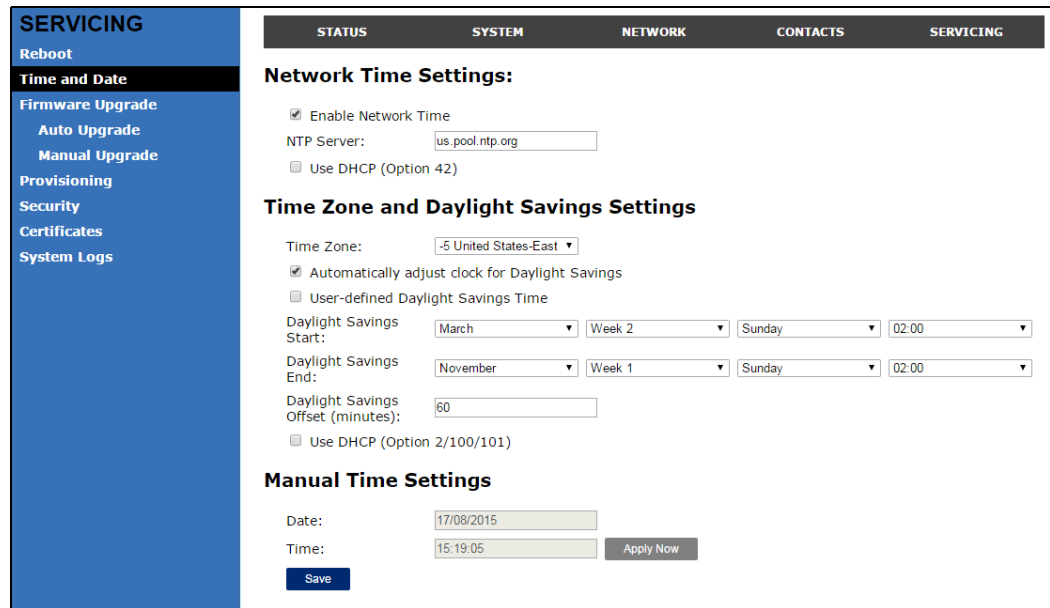 SERVICING
Reboot
Time and Date
Firmware Upgrade
Auto Upgrade
Manual Upgrade
Provisioning
Security
Certificates
System Logs
STATUS SYSTEM NETWORK CONTACTS SERVICING
Network Time Settings:
Enable Network Time
NTP Server: us.pool.ntp.org
Use DHCP (Option 42)
Time Zone and Daylight Savings Settings
Time Zone: -5 United States-East
Automatically adjust clock for Daylight Savings
User-defined Daylight Savings Time
Daylight Savings
Start: March Week 2 Sunday 02:00
Daylight Savings
End: November Week 1 Sunday 02:00
Daylight Savings
Offset (minutes): 60
Use DHCP (Option 2/100/101)
Manual Time Settings
Date: 17/08/2015
Time: 15:19:05 Apply Now
Save